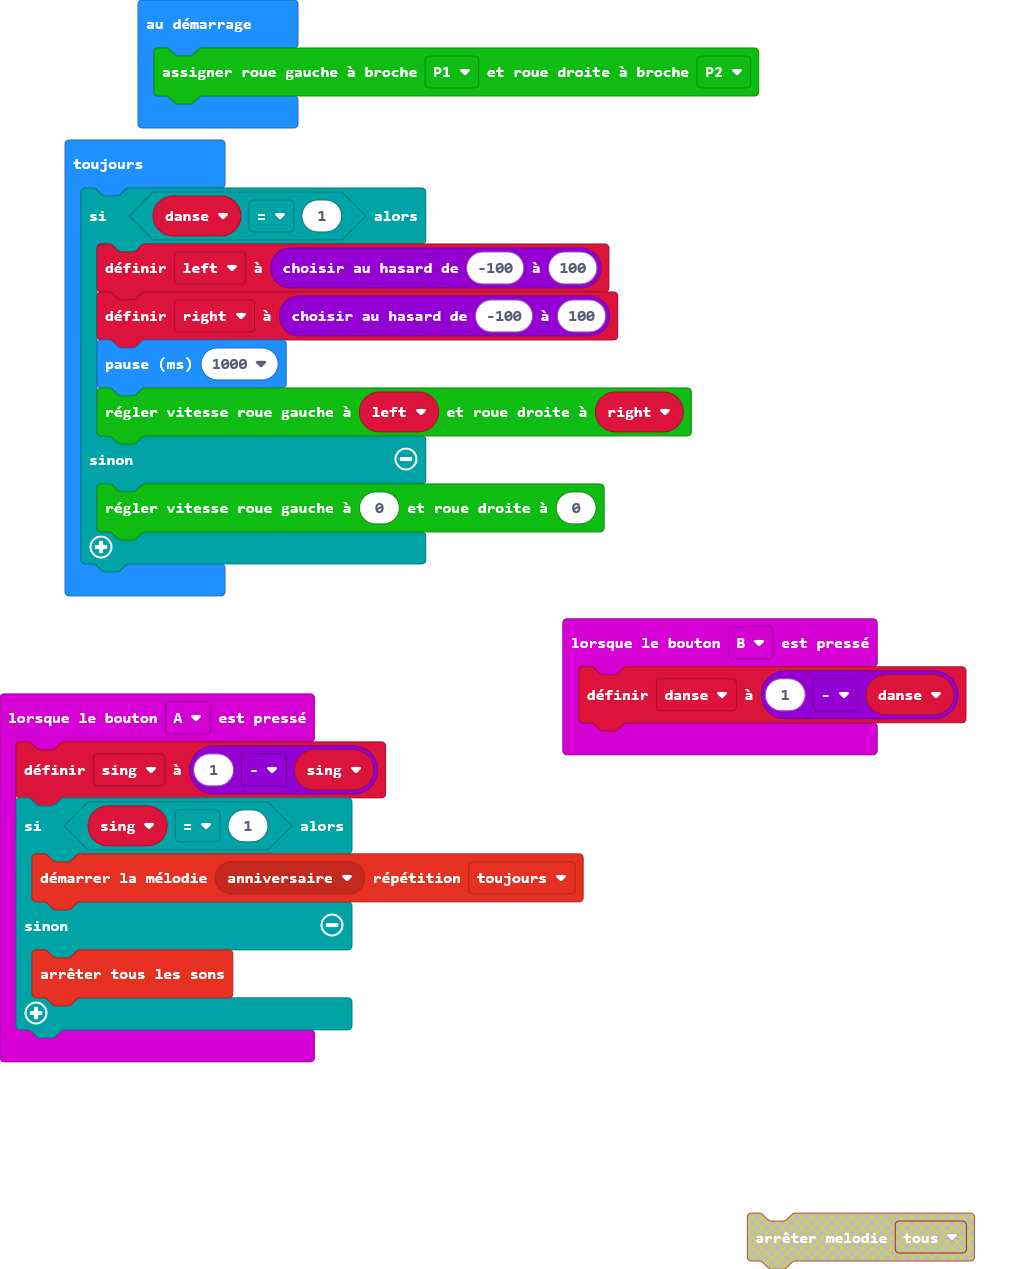 au démarrage
assigner roue gauche à broche P1 et roue droite à broche P2
toujours
si danse = 1 alors
définir left à choisir au hasard de -100 à 100
définir right à choisir au hasard de -100 à 100
pause (ms) 1000
régler vitesse roue gauche à left et roue droite à right
sinon
régler vitesse roue gauche à 0 et roue droite à 0
lorsque le bouton B est pressé
définir danse à 1 - danse
lorsque le bouton A est pressé
définir sing à 1 - sing
si sing = 1 alors
démarrer la mélodie anniversaire répétition toujours
sinon
arrêter tous les sons
arrêter melodie tous